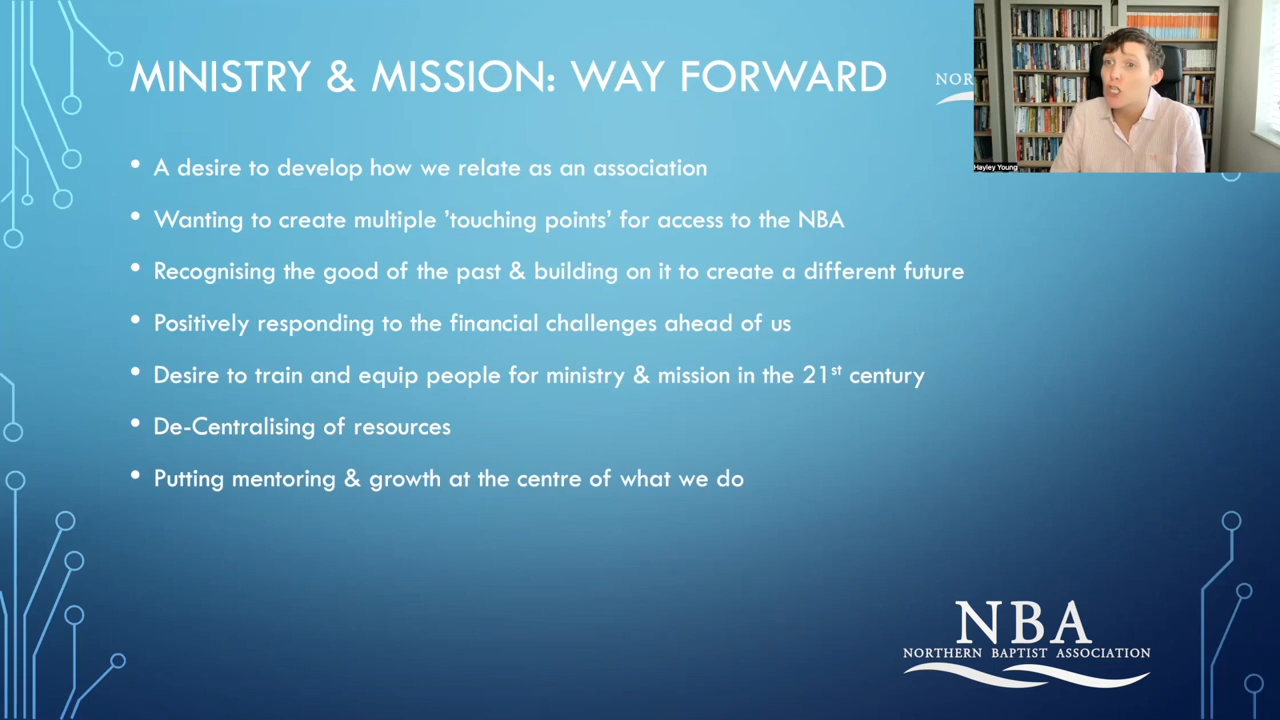 MINISTRY & MISSION: WAY FORWARD
NOR
Hayley Young
• A desire to develop how we relate as an association
• Wanting to create multiple ’touching points’ for access to the NBA
• Recognising the good of the past & building on it to create a different future
• Positively responding to the financial challenges ahead of us
• Desire to train and equip people for ministry & mission in the 21st century
• De-Centralising of resources
• Putting mentoring & growth at the centre of what we do
NBA
NORTHERN BAPTIST ASSOCIATION